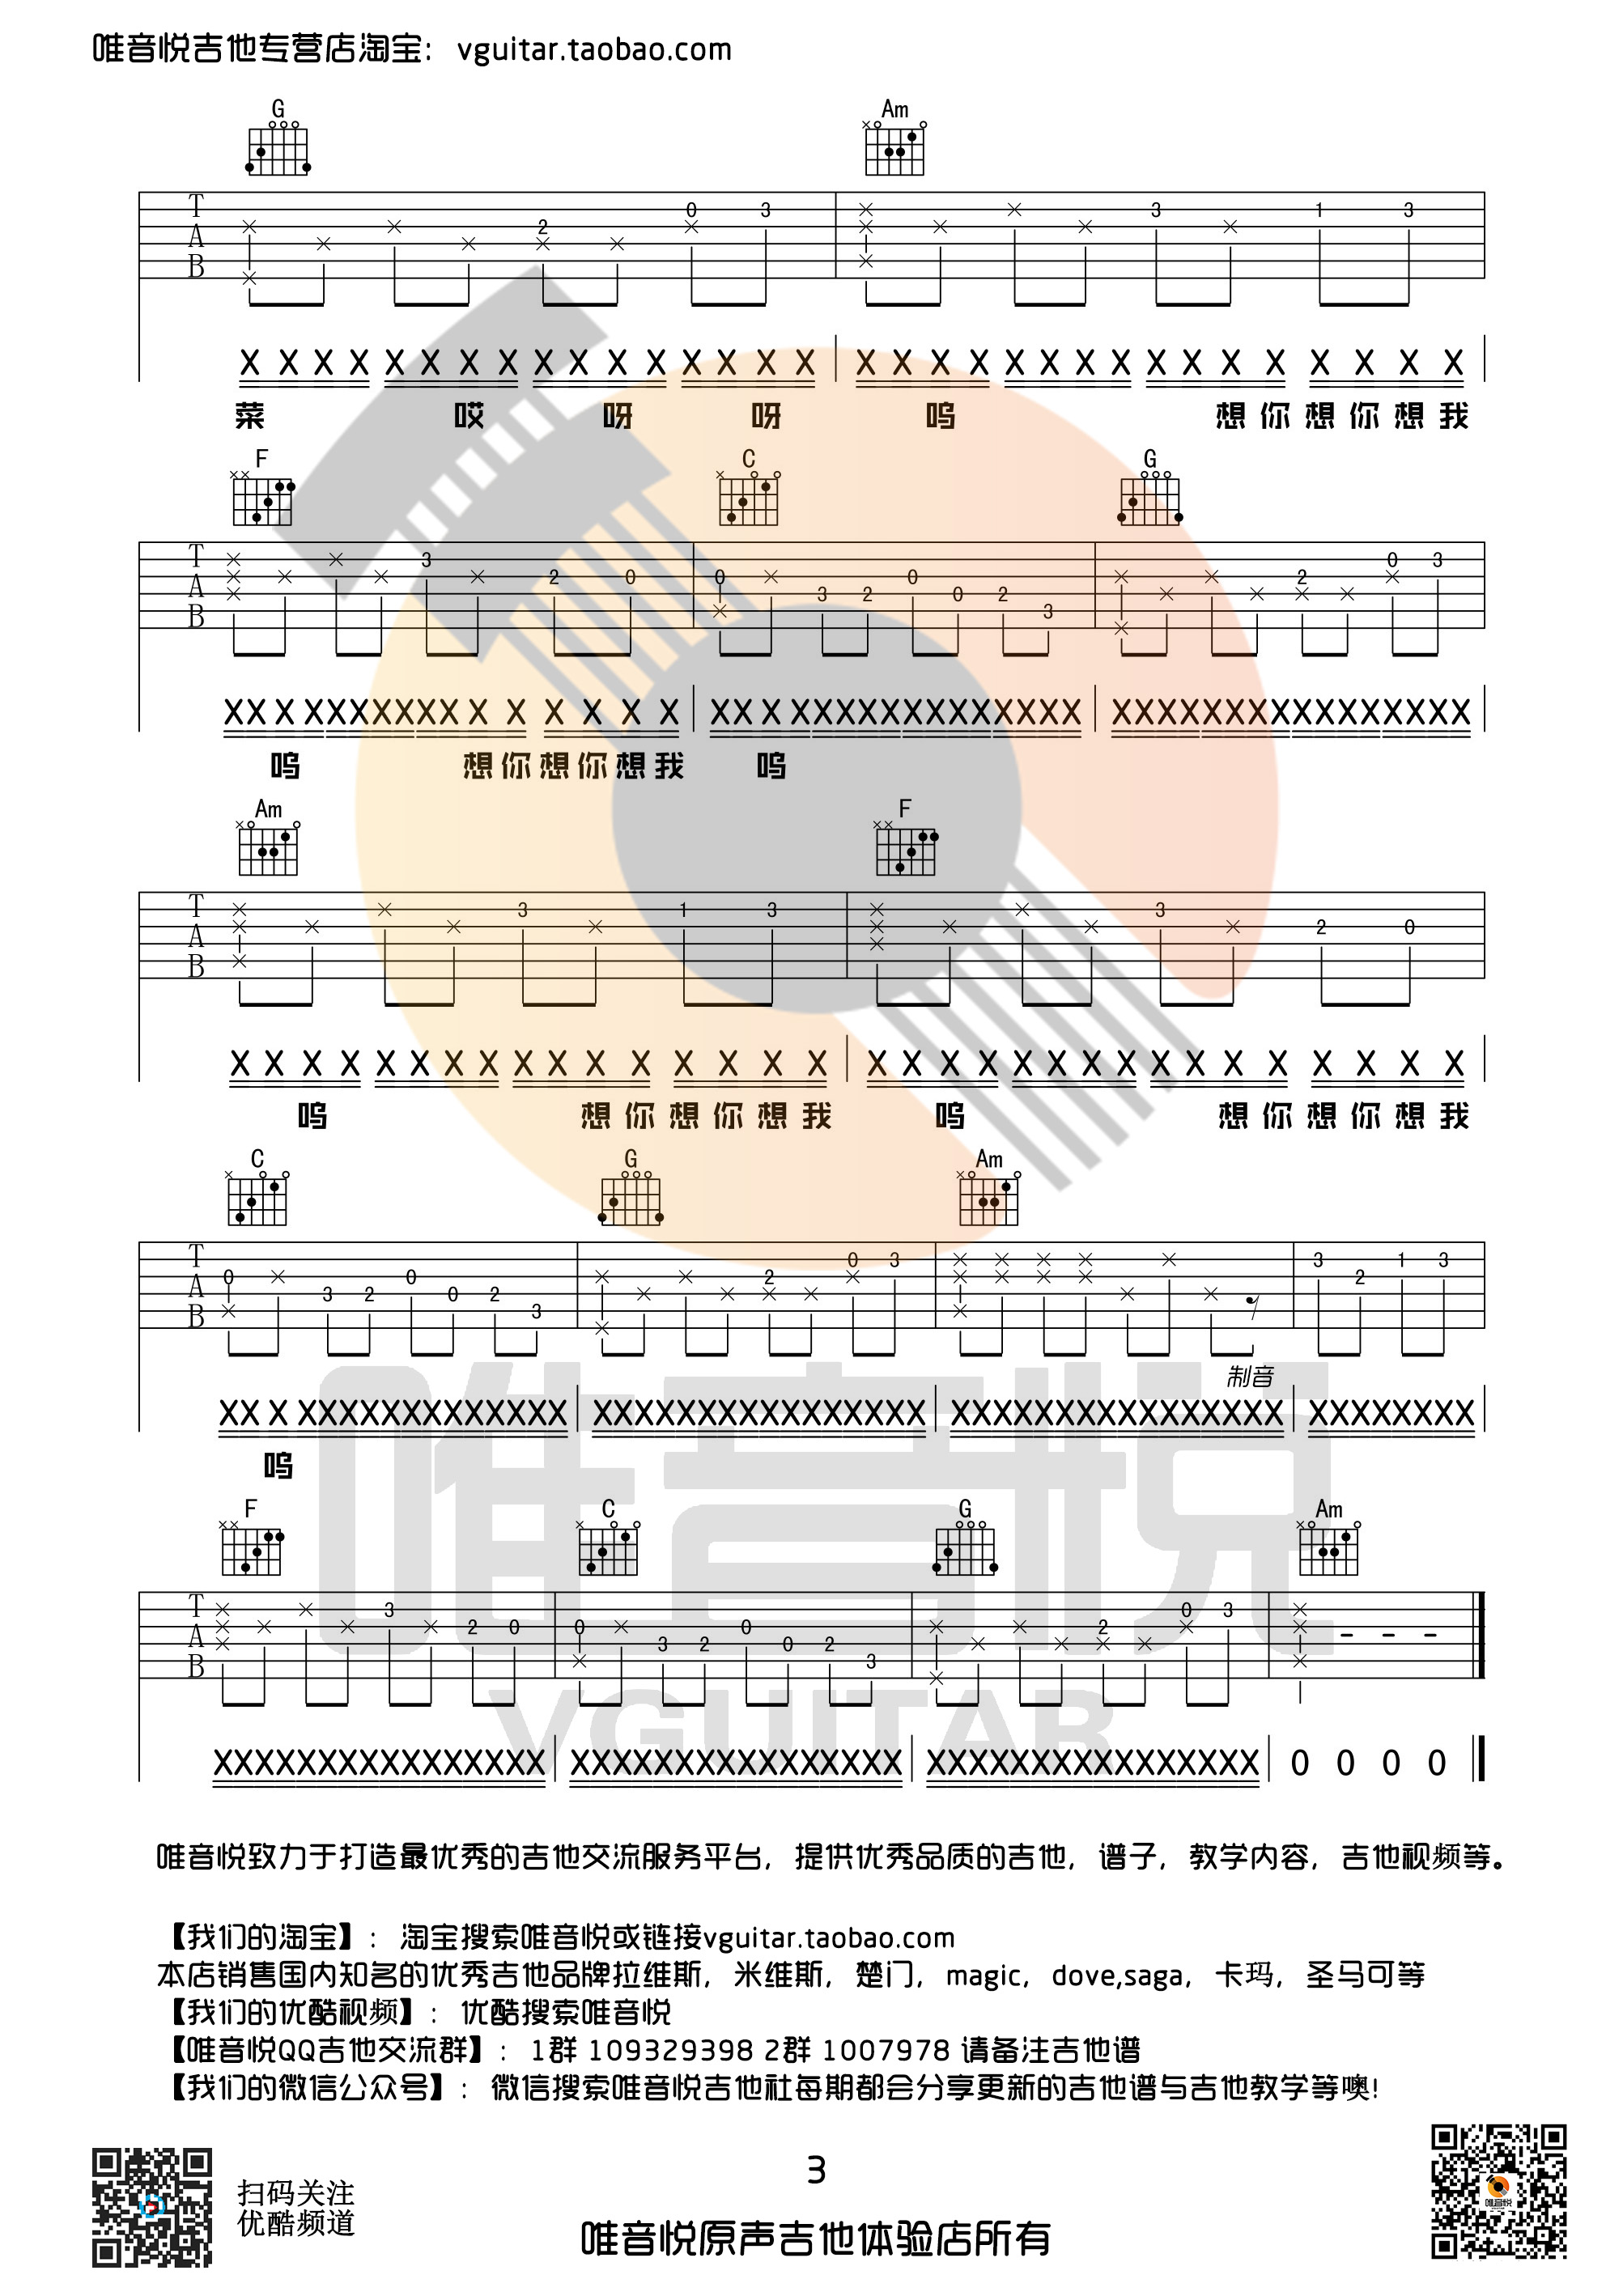 唯音悦吉他专营店淘宝：vguitar.taobao.com
G Am
T A B 2 0 3 3 1 3
X X X X X X X X X X X X X X X X X X X X X X X X X X X X X X X X
菜 哎 呀 呀 呜 想 你 想 你 想 我
F C G
T A B 3 2 0 0 3 2 0 0 2 3 2 0 3
X X X X X X X X X X X X X X X X X X X X X X X X X X X X X X X X X X X X X X X X X X X X X X X X
呜 想 你 想 你 想 我 呜
Am F
T A B 3 1 3 3 2 0
X X X X X X X X X X X X X X X X X X X X X X X X X X X X X X X X
呜 想 你 想 你 想 我 呜 想 你 想 你 想 我
C G Am
T A B 0 3 2 0 0 2 3 2 0 3 3 2 1 3
制音
XXXXXXXXXXXXXXXXX XXXXXXXXXXXXXXXX XXXXXXXXXXXXXXXX XXXXXXXX
呜
F C G Am
T A B 3 2 0 0 3 2 0 0 2 3 2 0 3 - - -
XXXXXXXXXXXXXXXX XXXXXXXXXXXXXXXX XXXXXXXXXXXXXXXX 0 0 0 0
唯音悦
VGUITAR
唯音悦致力于打造最优秀的吉他交流服务平台，提供优秀品质的吉他，谱子，教学内容，吉他视频等。
【我们的淘宝】：淘宝搜索唯音悦或链接vguitar.taobao.com
本店销售国内知名的优秀吉他品牌拉维斯，米维斯，楚门，magic，dove,saga，卡玛，圣马可等
【我们的优酷视频】：优酷搜索唯音悦
【唯音悦QQ吉他交流群】：1群 109329398 2群 1007978 请备注吉他谱
【我们的微信公众号】：微信搜索唯音悦吉他社每期都会分享更新的吉他谱与吉他教学等噢!
扫码关注
优酷频道
3
唯音悦原声吉他体验店所有
唯音悦